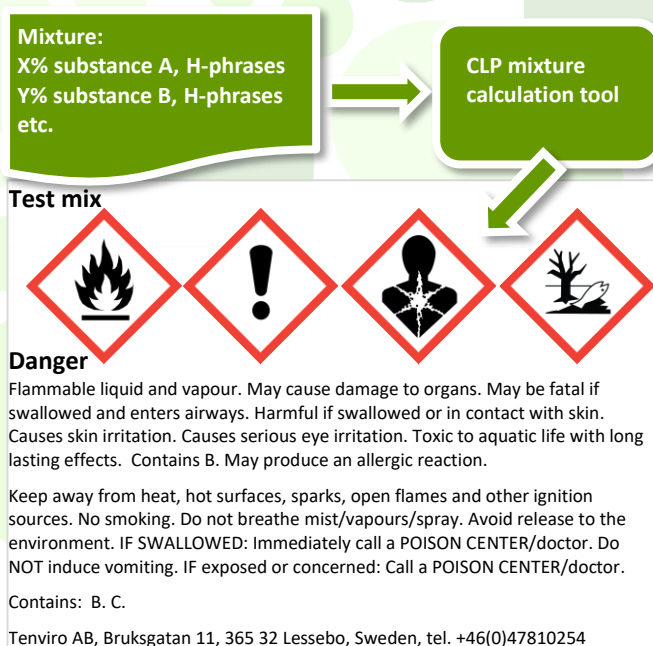 Mixture:
X% substance A, H-phrases
Y% substance B, H-phrases
etc.
CLP mixture
calculation tool
Test mix
Danger
Flammable liquid and vapour. May cause damage to organs. May be fatal if
swallowed and enters airways. Harmful if swallowed or in contact with skin.
Causes skin irritation. Causes serious eye irritation. Toxic to aquatic life with long
lasting effects.  Contains B. May produce an allergic reaction.
Keep away from heat, hot surfaces, sparks, open flames and other ignition
sources. No smoking. Do not breathe mist/vapours/spray. Avoid release to the
environment. IF SWALLOWED: Immediately call a POISON CENTER/doctor. Do
NOT induce vomiting. IF exposed or concerned: Call a POISON CENTER/doctor.
Contains:  B. C.
Tenviro AB, Bruksgatan 11, 365 32 Lessebo, Sweden, tel. +46(0)47810254